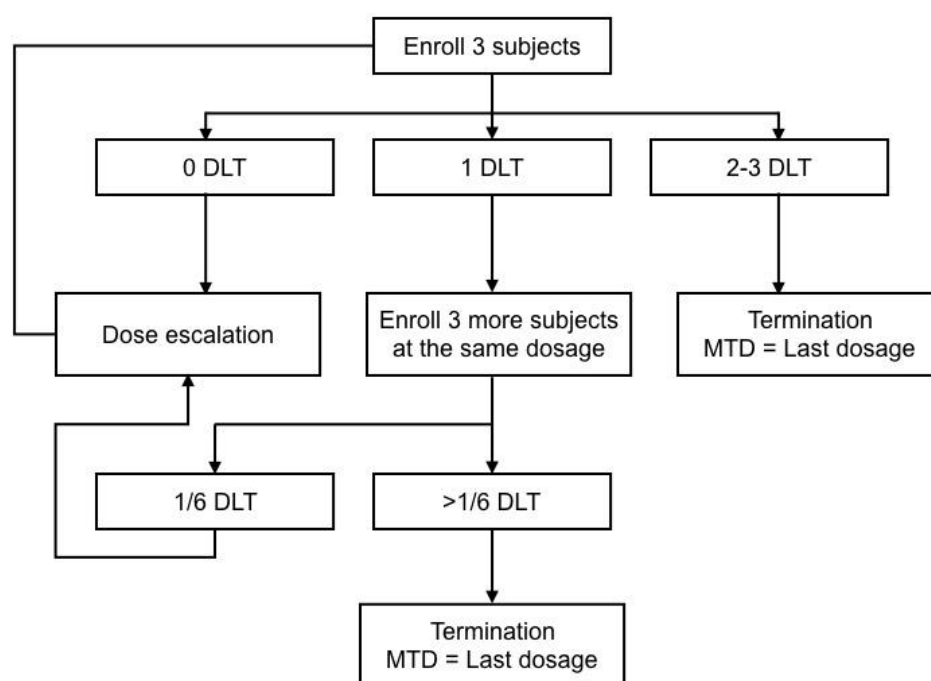 Enroll 3 subjects
0 DLT
1 DLT
2-3 DLT
Dose escalation
Enroll 3 more subjects
at the same dosage
Termination
MTD = Last dosage
1/6 DLT
>1/6 DLT
Termination
MTD = Last dosage